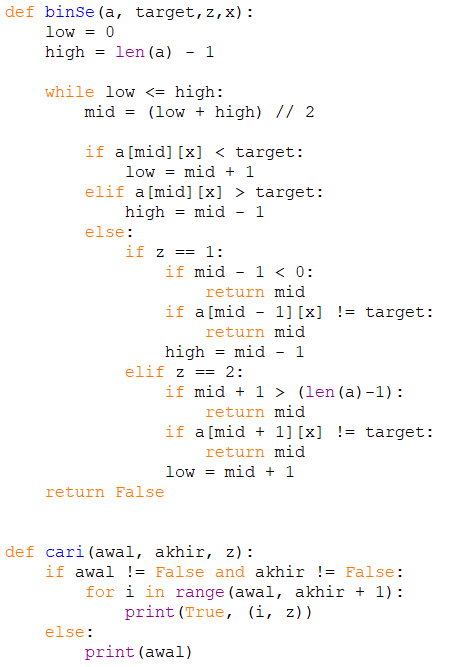 def binSe(a, target,z,x):
    low = 0
    high = len(a) - 1

    while low <= high:
        mid = (low + high) // 2

        if a[mid][x] < target:
            low = mid + 1
        elif a[mid][x] > target:
            high = mid - 1
        else:
            if z == 1:
                if mid - 1 < 0:
                    return mid
                if a[mid - 1][x] != target:
                    return mid
                high = mid - 1
            elif z == 2:
                if mid + 1 > (len(a)-1):
                    return mid
                if a[mid + 1][x] != target:
                    return mid
                low = mid + 1
    return False


def cari(awal, akhir, z):
    if awal != False and akhir != False:
        for i in range(awal, akhir + 1):
            print(True, (i, z))
    else:
        print(awal)